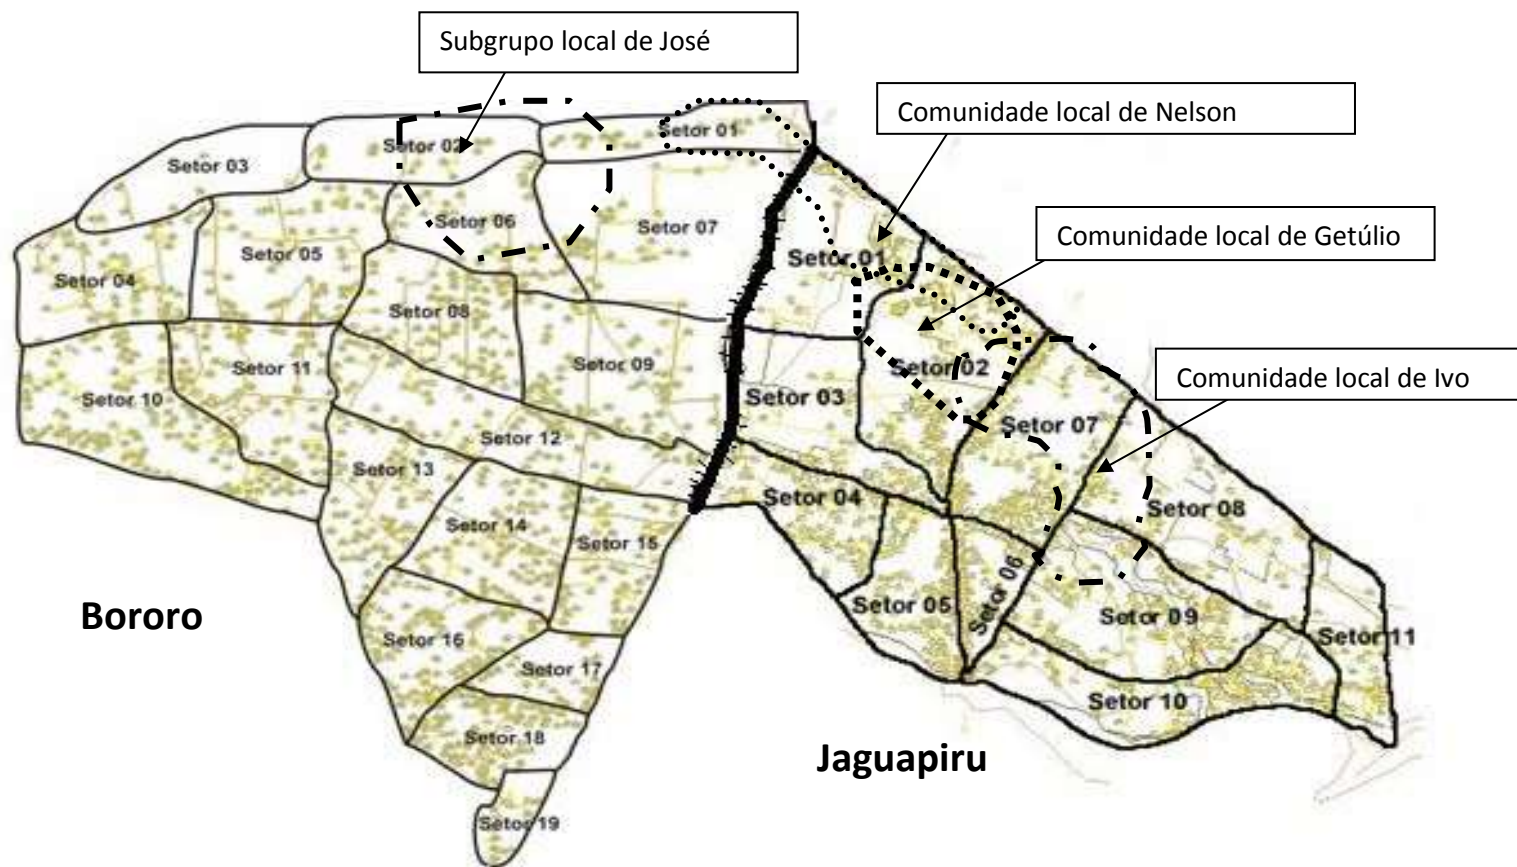 Subgrupo local de José
Comunidade local de Nelson
Comunidade local de Getúlio
Comunidade local de Ivo
Setor 01
Setor 02
Setor 03
Setor 06
Setor 07
Setor 05
Setor 04
Setor 08
Setor 09
Setor 11
Setor 10
Setor 12
Setor 13
Setor 14
Setor 15
Setor 16
Setor 17
Setor 18
Setor 19
Bororo
Setor 01
Setor 02
Setor 03
Setor 07
Setor 04
Setor 08
Setor 05
Setor 06
Setor 09
Setor 11
Setor 10
Jaguapiru